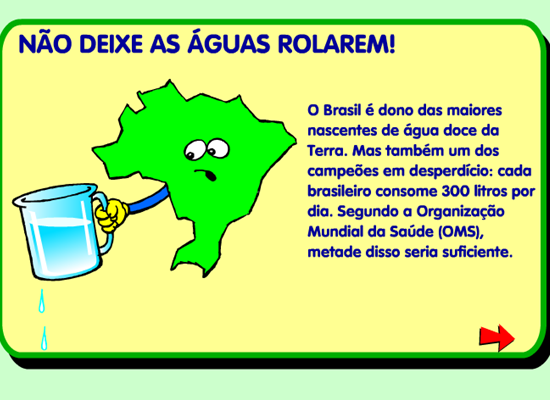 NÃO DEIXE AS ÁGUAS ROLAREM!
O Brasil é dono das maiores
nascentes de água doce da
Terra. Mas também um dos
campeões em desperdício: cada
brasileiro consome 300 litros por
dia. Segundo a Organização
Mundial da Saúde (OMS),
metade disso seria suficiente.